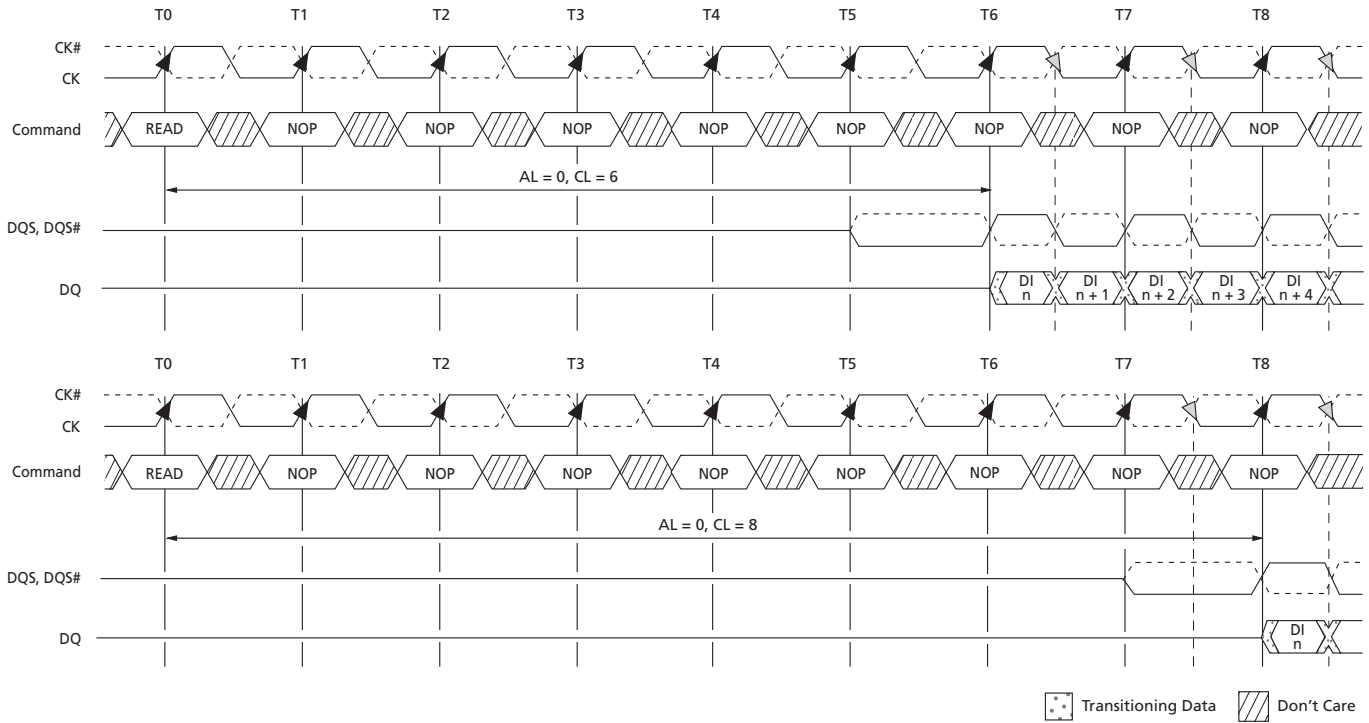 T0 T1 T2 T3 T4 T5 T6 T7 T8
CK#
CK
Command READ NOP NOP NOP NOP NOP NOP NOP NOP
AL = 0, CL = 6
DQS, DQS#
DQ DI n DI n + 1 DI n + 2 DI n + 3 DI n + 4
T0 T1 T2 T3 T4 T5 T6 T7 T8
CK#
CK
Command READ NOP NOP NOP NOP NOP NOP NOP NOP
AL = 0, CL = 8
DQS, DQS#
DQ DI n
Transitioning Data Don't Care